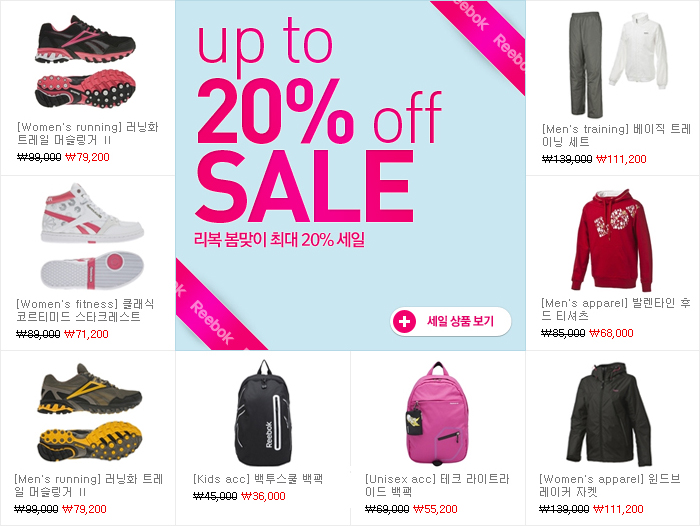 up to
20% off
SALE
리복 봄맞이 최대 20% 세일
세일 상품 보기
Reebok
Reebok
Reebok
[Women's running] 러닝화
트레일 머슬링거 II
₩99,000 ₩79,200
[Men's training] 베이직 트레
이닝 세트
₩139,000 ₩111,200
[Women's fitness] 클래식
코르티미드 스타크레스트
₩89,000 ₩71,200
[Men's apparel] 발렌타인 후
드 티셔츠
₩85,000 ₩68,000
[Men's running] 러닝화 트레
일 머슬링거 II
₩99,000 ₩79,200
Reebok
[Kids acc] 백투스쿨 백팩
₩45,000 ₩36,000
[Unisex acc] 테크 라이트라
이드 백팩
₩69,000 ₩55,200
[Women's apparel] 윈드브
레이커 자켓
₩139,000 ₩111,200